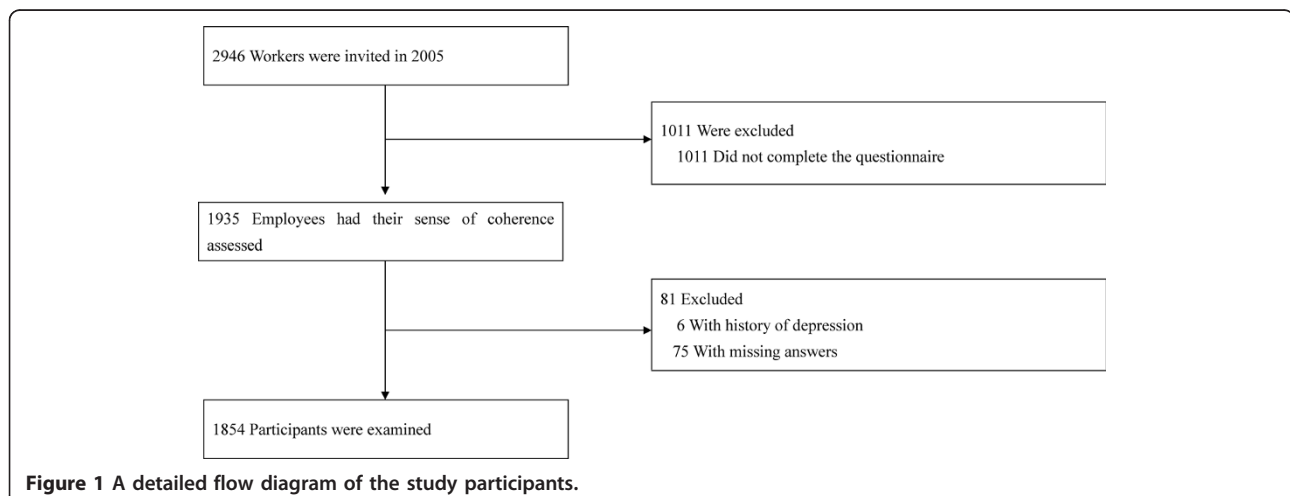 2946 Workers were invited in 2005
1011 Were excluded
1011 Did not complete the questionnaire
1935 Employees had their sense of coherence
assessed
81 Excluded
6 With history of depression
75 With missing answers
1854 Participants were examined
Figure 1 A detailed flow diagram of the study participants.